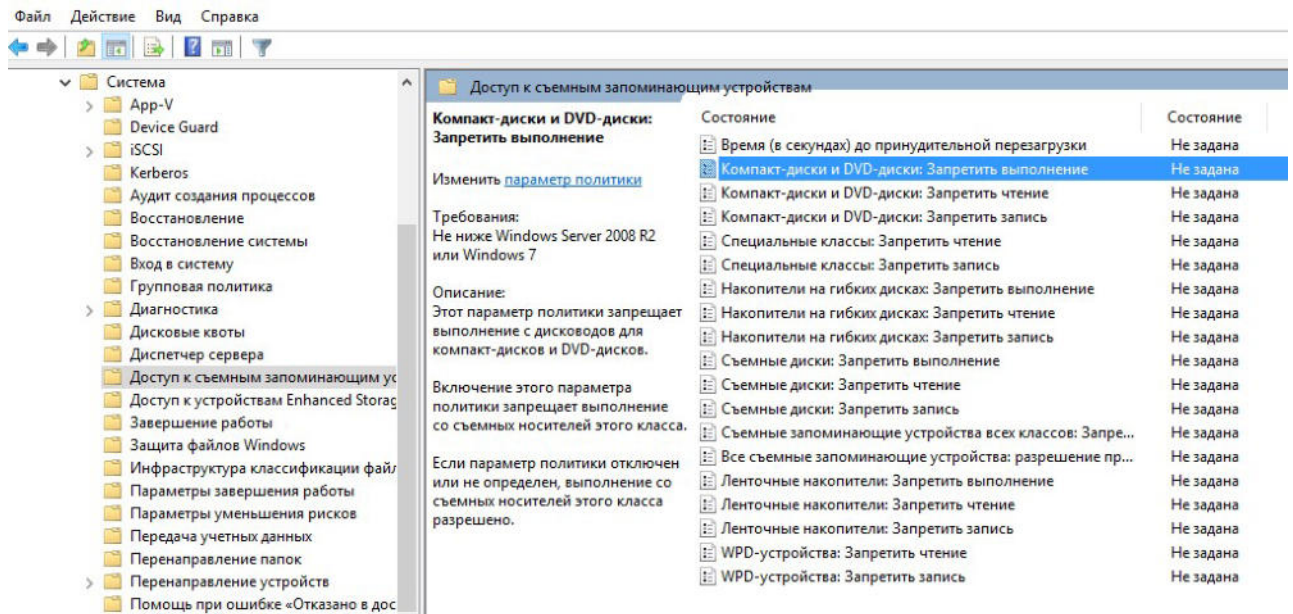 Файл Действие Вид Справка
Система
App-V
Device Guard
iSCSI
Kerberos
Аудит создания процессов
Восстановление
Восстановление системы
Вход в систему
Групповая политика
Диагностика
Дисковые квоты
Диспетчер сервера
Доступ к съемным запоминающим ус
Доступ к устройствам Enhanced Storag
Завершение работы
Защита файлов Windows
Инфраструктура классификации файл
Параметры завершения работы
Параметры уменьшения рисков
Передача учетных данных
Перенаправление папок
Перенаправление устройств
Помощь при ошибке «Отказано в дос
Доступ к съемным запоминающим устройствам
Компакт-диски и DVD-диски:
Запретить выполнение
Изменить параметр политики
Требования:
Не ниже Windows Server 2008 R2
или Windows 7
Описание:
Этот параметр политики запрещает
выполнение с дисководов для
компакт-дисков и DVD-дисков.
Включение этого параметра
политики запрещает выполнение
со съемных носителей этого класса.
Если параметр политики отключен
или не определен, выполнение со
съемных носителей этого класса
разрешено.
Состояние Состояние
Время (в секундах) до принудительной перезагрузки Не задана
Компакт-диски и DVD-диски: Запретить выполнение Не задана
Компакт-диски и DVD-диски: Запретить чтение Не задана
Компакт-диски и DVD-диски: Запретить запись Не задана
Специальные классы: Запретить чтение Не задана
Специальные классы: Запретить запись Не задана
Накопители на гибких дисках: Запретить выполнение Не задана
Накопители на гибких дисках: Запретить чтение Не задана
Накопители на гибких дисках: Запретить запись Не задана
Съемные диски: Запретить выполнение Не задана
Съемные диски: Запретить чтение Не задана
Съемные диски: Запретить запись Не задана
Съемные запоминающие устройства всех классов: Запре... Не задана
Все съемные запоминающие устройства: разрешение пр... Не задана
Ленточные накопители: Запретить выполнение Не задана
Ленточные накопители: Запретить чтение Не задана
Ленточные накопители: Запретить запись Не задана
WPD-устройства: Запретить чтение Не задана
WPD-устройства: Запретить запись Не задана